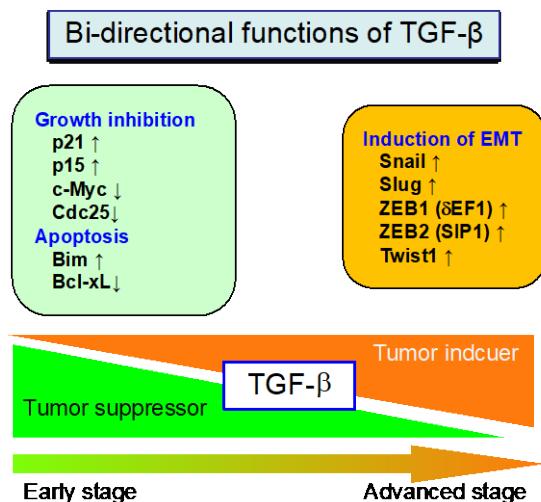 Bi-directional functions of TGF-β
Growth inhibition
p21 ↑
p15 ↑
c-Myc ↓
Cdc25↓
Apoptosis
Bim ↑
Bcl-xL↓
Induction of EMT
Snail ↑
Slug ↑
ZEB1 (δEF1) ↑
ZEB2 (SIP1) ↑
Twist1 ↑
Tumor indcuer
TGF-β
Tumor suppressor
Early stage
Advanced stage